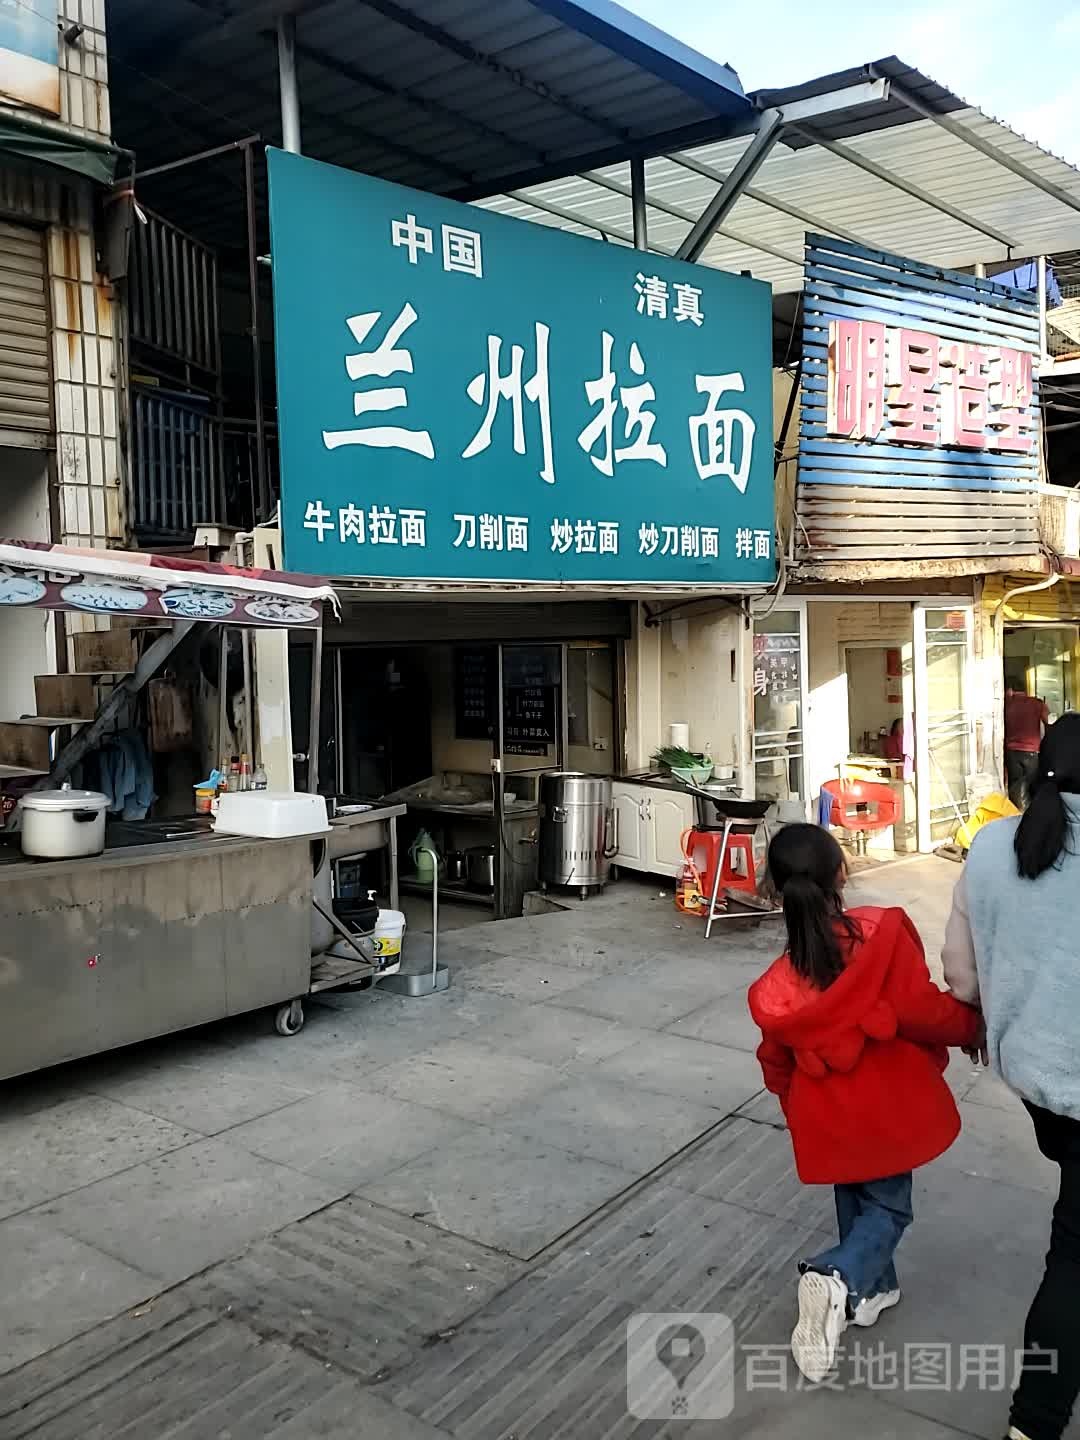 中国 清真
兰州拉面
牛肉拉面 刀削面 炒拉面 炒刀削面 拌面
明星造型
百度地图用户